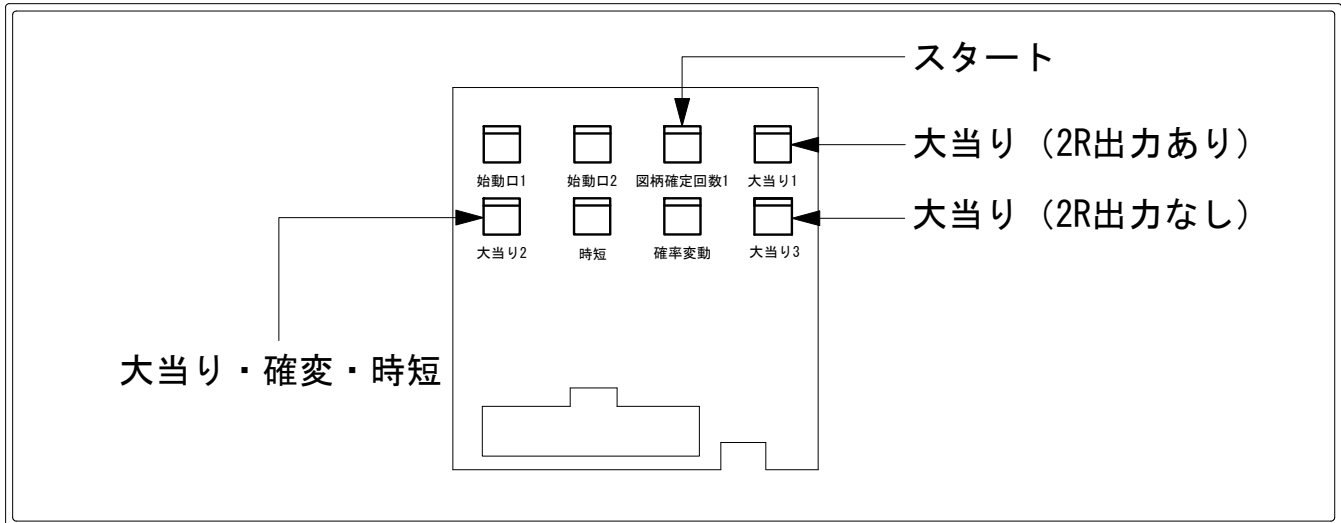 スタート
大当り（2R出力あり）
始動口1
始動口2
図柄確定回数1
大当り1
大当り（2R出力なし）
大当り2
時短
確率変動
大当り3
大当り・確変・時短